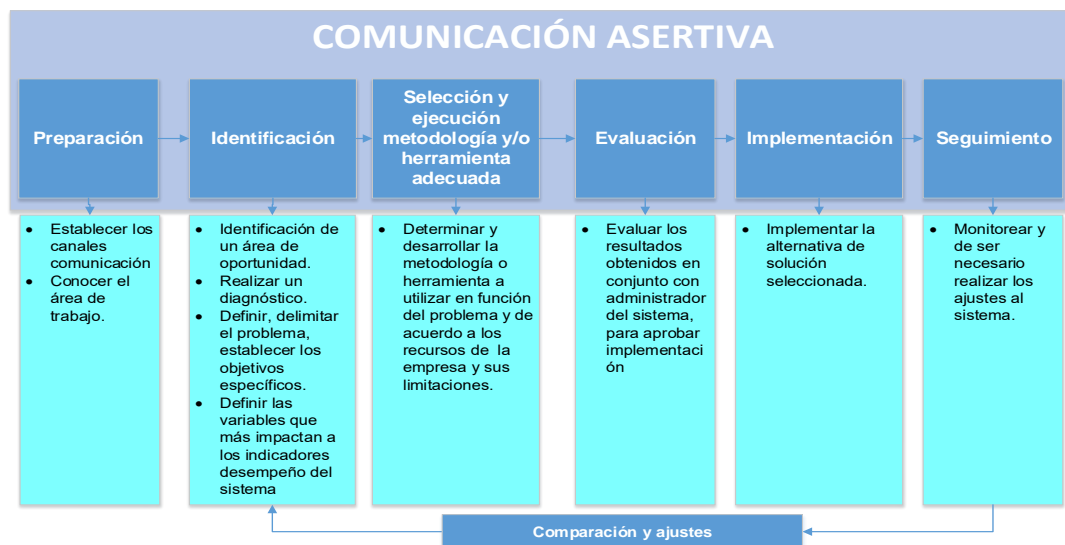 COMUNICACIÓN ASERTIVA
Preparación
Identificación
Selección y
ejecución
metodología y/o
herramienta
adecuada
Evaluación
Implementación
Seguimiento
• Establecer los
canales
comunicación
• Conocer el
área de
trabajo.
• Identificación de
un área de
oportunidad.
• Realizar un
diagnóstico.
• Definir, delimitar
el problema,
establecer los
objetivos
específicos.
• Definir las
variables que
más impactan a
los indicadores
desempeño del
sistema
• Determinar y
desarrollar la
metodología o
herramienta a
utilizar en función
del problema y de
acuerdo a los
recursos de la
empresa y sus
limitaciones.
• Evaluar los
resultados
obtenidos en
conjunto con
administrador
del sistema,
para aprobar
implementaci
ón
• Implementar la
alternativa de
solución
seleccionada.
• Monitorear y
de ser
necesario
realizar los
ajustes al
sistema.
Comparación y ajustes